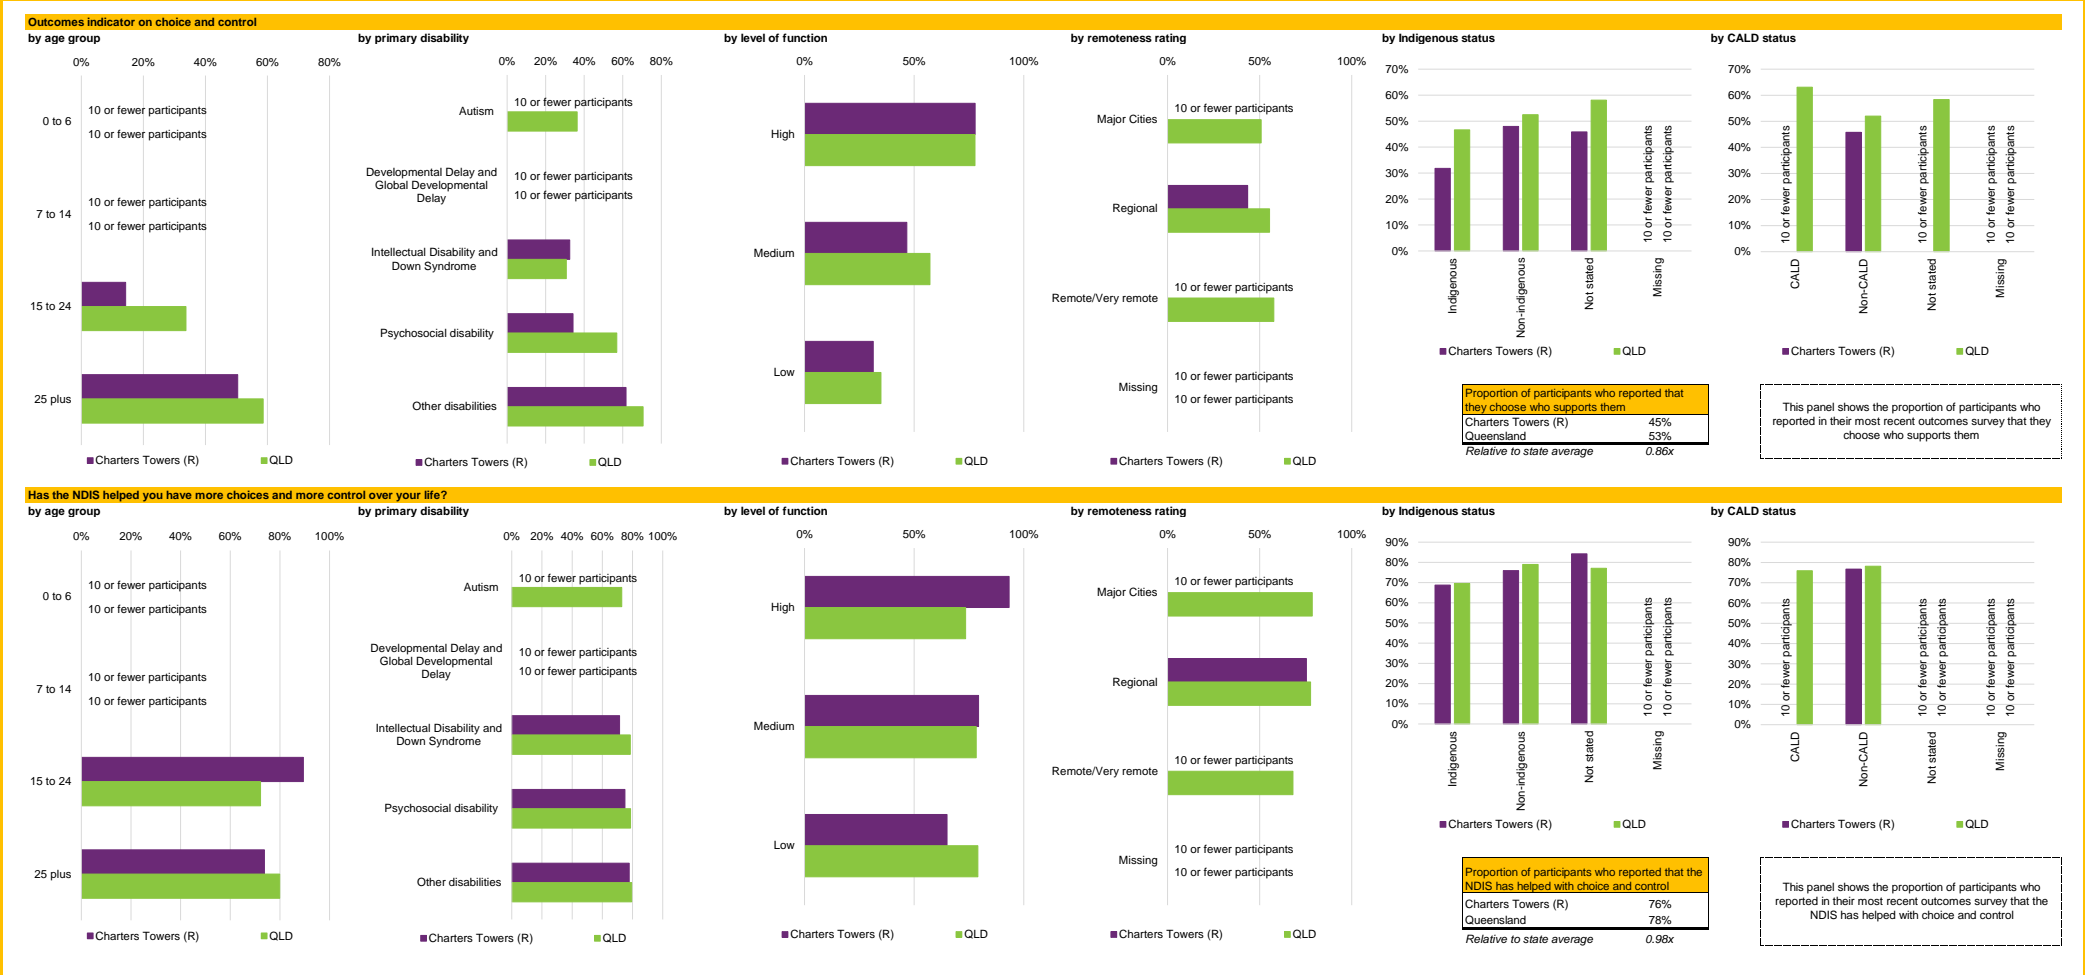 Outcomes indicator on choice and control
by age group
0% 20% 40% 60% 80%
0 to 6
10 or fewer participants
10 or fewer participants
7 to 14
10 or fewer participants
10 or fewer participants
15 to 24
25 plus
Charters Towers (R) QLD
by primary disability
0% 20% 40% 60% 80%
Autism
10 or fewer participants
Developmental Delay and
Global Developmental
Delay
10 or fewer participants
10 or fewer participants
Intellectual Disability and
Down Syndrome
Psychosocial disability
Other disabilities
Charters Towers (R) QLD
by level of function
0% 50% 100%
High
Medium
Low
Charters Towers (R) QLD
by remoteness rating
0% 50% 100%
Major Cities
10 or fewer participants
Regional
Remote/Very remote
10 or fewer participants
Missing
10 or fewer participants
10 or fewer participants
Charters Towers (R) QLD
by Indigenous status
70%
60%
50%
40%
30%
20%
10%
0%
10 or fewer participants
10 or fewer participants
Indigenous
Non-indigenous
Not stated
Missing
Charters Towers (R) QLD
by CALD status
70%
60%
50%
40%
30%
20%
10%
0%
10 or fewer participants
10 or fewer participants
10 or fewer participants
10 or fewer participants
CALD
Non-CALD
Not stated
Missing
Charters Towers (R) QLD
Proportion of participants who reported that
they choose who supports them
Charters Towers (R) 45%
Queensland 53%
Relative to state average 0.86x
This panel shows the proportion of participants who
reported in their most recent outcomes survey that they
choose who supports them
Has the NDIS helped you have more choices and more control over your life?
by age group
0% 20% 40% 60% 80% 100%
0 to 6
10 or fewer participants
10 or fewer participants
7 to 14
10 or fewer participants
10 or fewer participants
15 to 24
25 plus
Charters Towers (R) QLD
by primary disability
0% 20% 40% 60% 80% 100%
Autism
10 or fewer participants
Developmental Delay and
Global Developmental
Delay
10 or fewer participants
10 or fewer participants
Intellectual Disability and
Down Syndrome
Psychosocial disability
Other disabilities
Charters Towers (R) QLD
by level of function
0% 50% 100%
High
Medium
Low
Charters Towers (R) QLD
by remoteness rating
0% 50% 100%
Major Cities
10 or fewer participants
Regional
Remote/Very remote
10 or fewer participants
Missing
10 or fewer participants
10 or fewer participants
Charters Towers (R) QLD
by Indigenous status
90%
80%
70%
60%
50%
40%
30%
20%
10%
0%
10 or fewer participants
10 or fewer participants
Indigenous
Non-indigenous
Not stated
Missing
Charters Towers (R) QLD
by CALD status
90%
80%
70%
60%
50%
40%
30%
20%
10%
0%
10 or fewer participants
10 or fewer participants
10 or fewer participants
10 or fewer participants
10 or fewer participants
CALD
Non-CALD
Not stated
Missing
Charters Towers (R) QLD
Proportion of participants who reported that the
NDIS has helped with choice and control
Charters Towers (R) 76%
Queensland 78%
Relative to state average 0.98x
This panel shows the proportion of participants who
reported in their most recent outcomes survey that the
NDIS has helped with choice and control